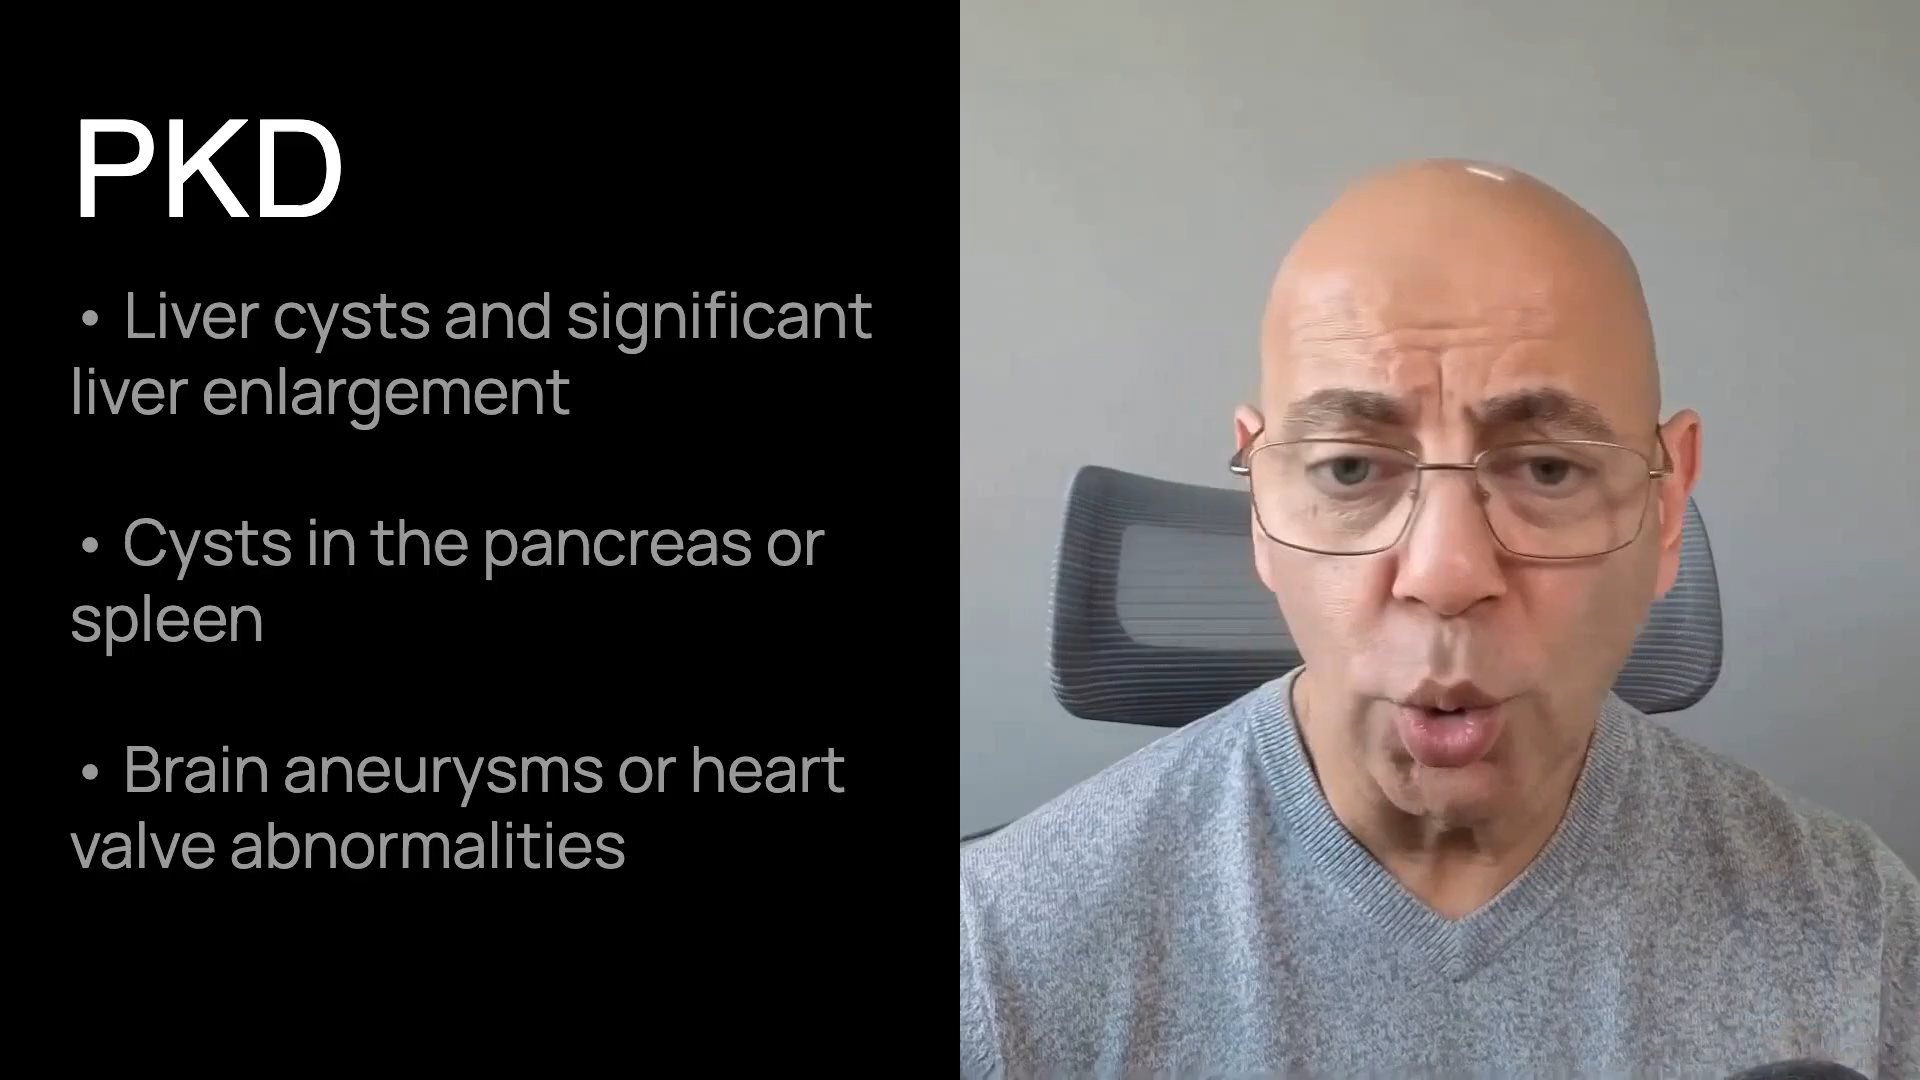 PKD
• Liver cysts and significant
liver enlargement
• Cysts in the pancreas or
spleen
• Brain aneurysms or heart
valve abnormalities